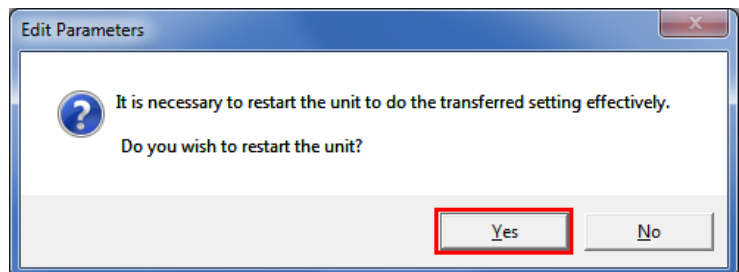 Edit Parameters
It is necessary to restart the unit to do the transferred setting effectively.
Do you wish to restart the unit?
Yes
No